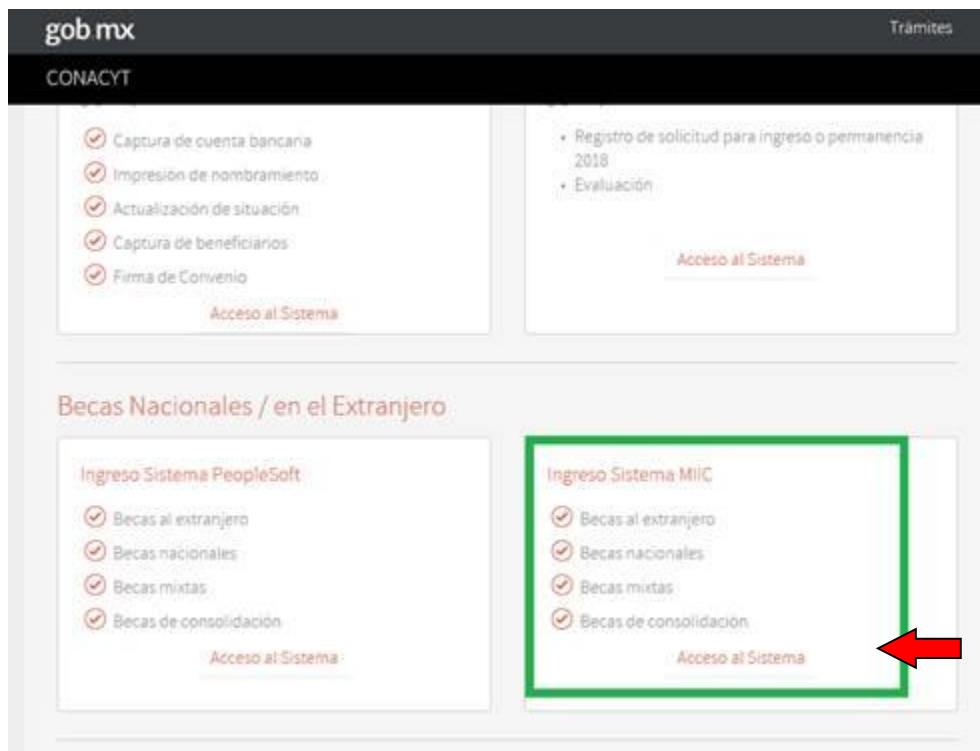 gob mx
Trámites
CONACYT
Captura de cuenta bancaria
Impresión de nombramiento
Actualización de situación
Captura de beneficiarios
Firma de Convenio
Acceso al Sistema
• Registro de solicitud para ingreso o permanencia
2018
• Evaluación
Acceso al Sistema
Becas Nacionales / en el Extranjero
Ingreso Sistema PeopleSoft
Becas al extranjero
Becas nacionales
Becas mixtas
Becas de consolidación
Acceso al Sistema
Ingreso Sistema MIIC
Becas al extranjero
Becas nacionales
Becas mixtas
Becas de consolidación
Acceso al Sistema